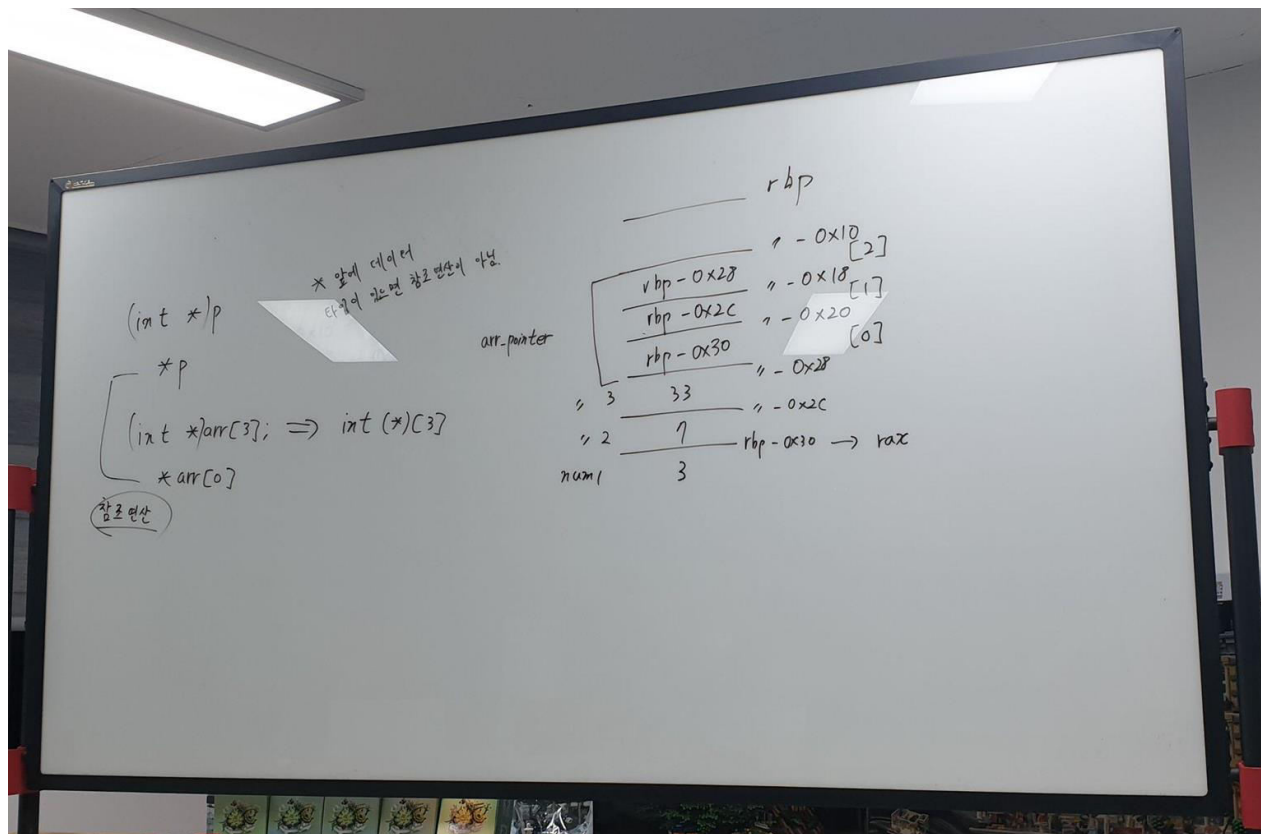 (int *)p
* 앞에 데이터
타입이 있으면 참조연산이 아님.
*p
(int *)arr[3]; ⇒ int (*)[3]
*arr[0]
참조연산
rbp
〃 - 0x10
[2]
rbp - 0x28 〃 - 0x18
[1]
rbp - 0x2C 〃 - 0x20
arr_pointer
[0]
rbp - 0x30 〃 - 0x28
〃 3 33 〃 - 0x2C
〃 2 7 rbp - 0x30 → rax
num1 3